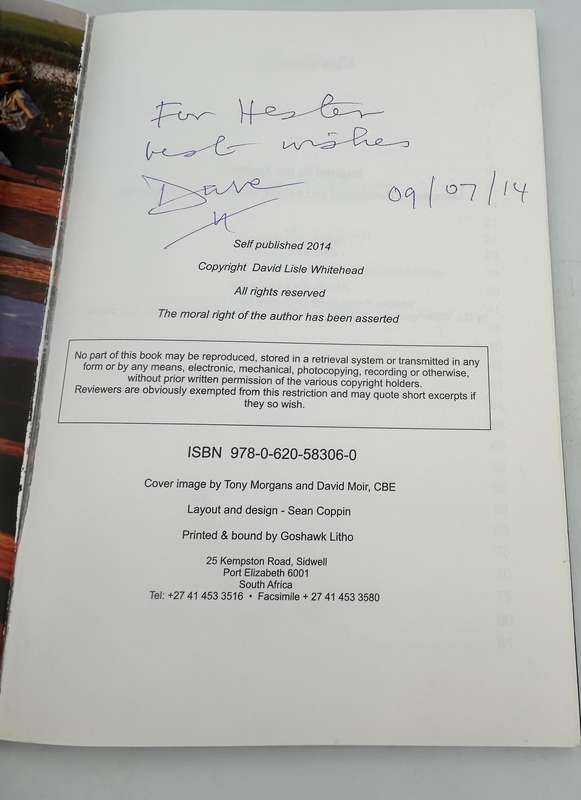 For Hester
best wishes
Dave
09/07/14
Self published 2014
Copyright David Lisle Whitehead
All rights reserved
The moral right of the author has been asserted
No part of this book may be reproduced, stored in a retrieval system or transmitted in any
form or by any means, electronic, mechanical, photocopying, recording or otherwise,
without prior written permission of the various copyright holders.
Reviewers are obviously exempted from this restriction and may quote short excerpts if
they so wish.
ISBN 978-0-620-58306-0
Cover image by Tony Morgans and David Moir, CBE
Layout and design - Sean Coppin
Printed & bound by Goshawk Litho
25 Kempston Road, Sidwell
Port Elizabeth 6001
South Africa
Tel: +27 41 453 3516 • Facsimile + 27 41 453 3580